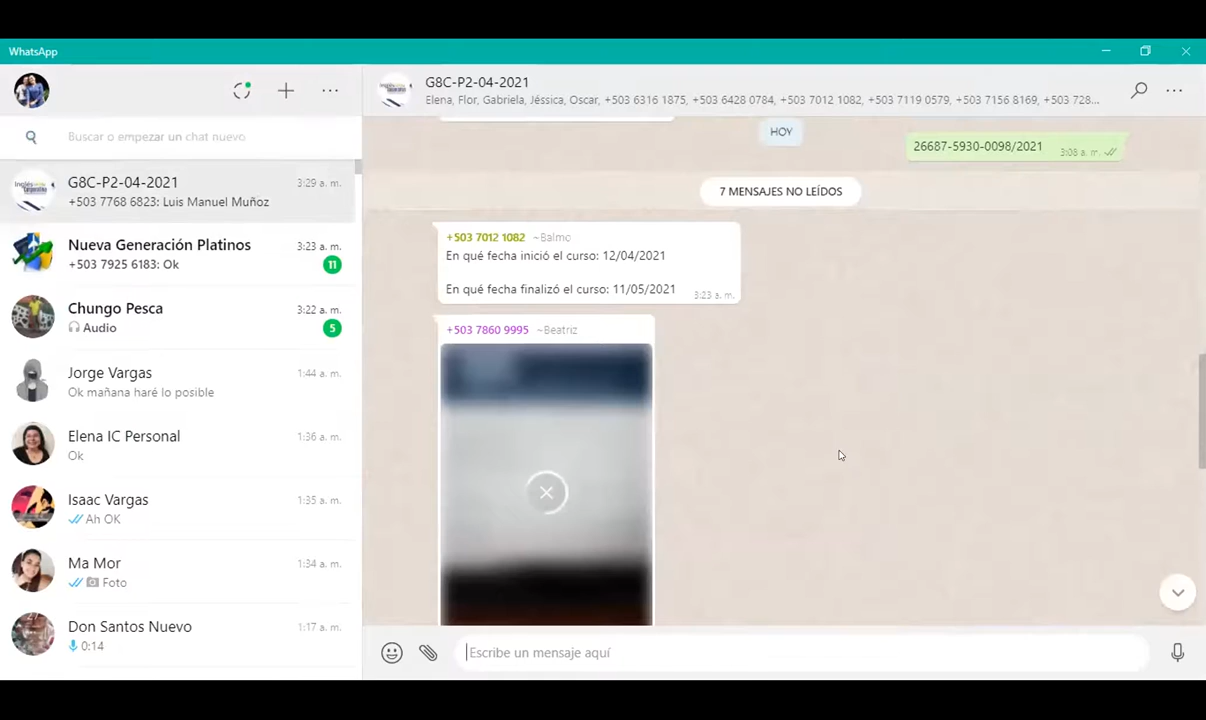 WhatsApp
Buscar o empezar un chat nuevo
G8C-P2-04-2021
3:29 a. m.
+503 7768 6823: Luis Manuel Muñoz
Nueva Generación Platinos
3:23 a. m.
+503 7925 6183: Ok
11
Chungo Pesca
3:22 a. m.
Audio
5
Jorge Vargas
1:44 a. m.
Ok mañana haré lo posible
Elena IC Personal
1:36 a. m.
Ok
Isaac Vargas
1:35 a. m.
Ah OK
Ma Mor
1:34 a. m.
Foto
Don Santos Nuevo
1:17 a. m.
0:14
G8C-P2-04-2021
Elena, Flor, Gabriela, Jéssica, Oscar, +503 6316 1875, +503 6428 0784, +503 7012 1082, +503 7119 0579, +503 7156 8169, +503 728...
HOY
26687-5930-0098/2021
3:08 a. m.
7 MENSAJES NO LEÍDOS
+503 7012 1082 ~Balmo
En qué fecha inició el curso: 12/04/2021
En qué fecha finalizó el curso: 11/05/2021
3:23 a. m.
+503 7860 9995 ~Beatriz
Escribe un mensaje aquí